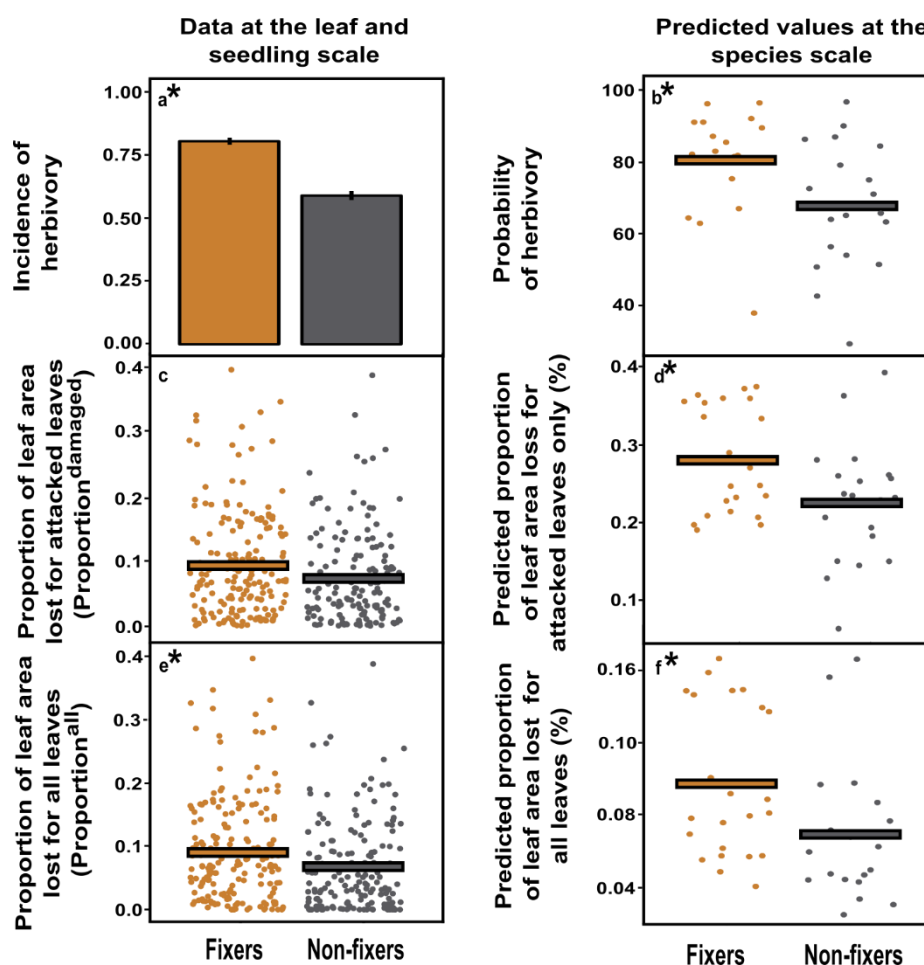 Data at the leaf and
seedling scale
Predicted values at the
species scale
Incidence of
herbivory
1.00
0.75
0.50
0.25
0.00
a*
Probability
of herbivory
100
80
60
40
b*
Proportion of leaf area
lost for attacked leaves
(Proportion^damaged)
0.4
0.3
0.2
0.1
0.0
c
Predicted proportion
of leaf area loss for
attacked leaves only (%)
0.4
0.3
0.2
0.1
d*
Proportion of leaf area
lost for all leaves
(Proportion^all)
0.4
0.3
0.2
0.1
0.0
e*
Predicted proportion
of leaf area lost for
all leaves (%)
0.16
0.10
0.08
0.04
f*
Fixers
Non-fixers
Fixers
Non-fixers